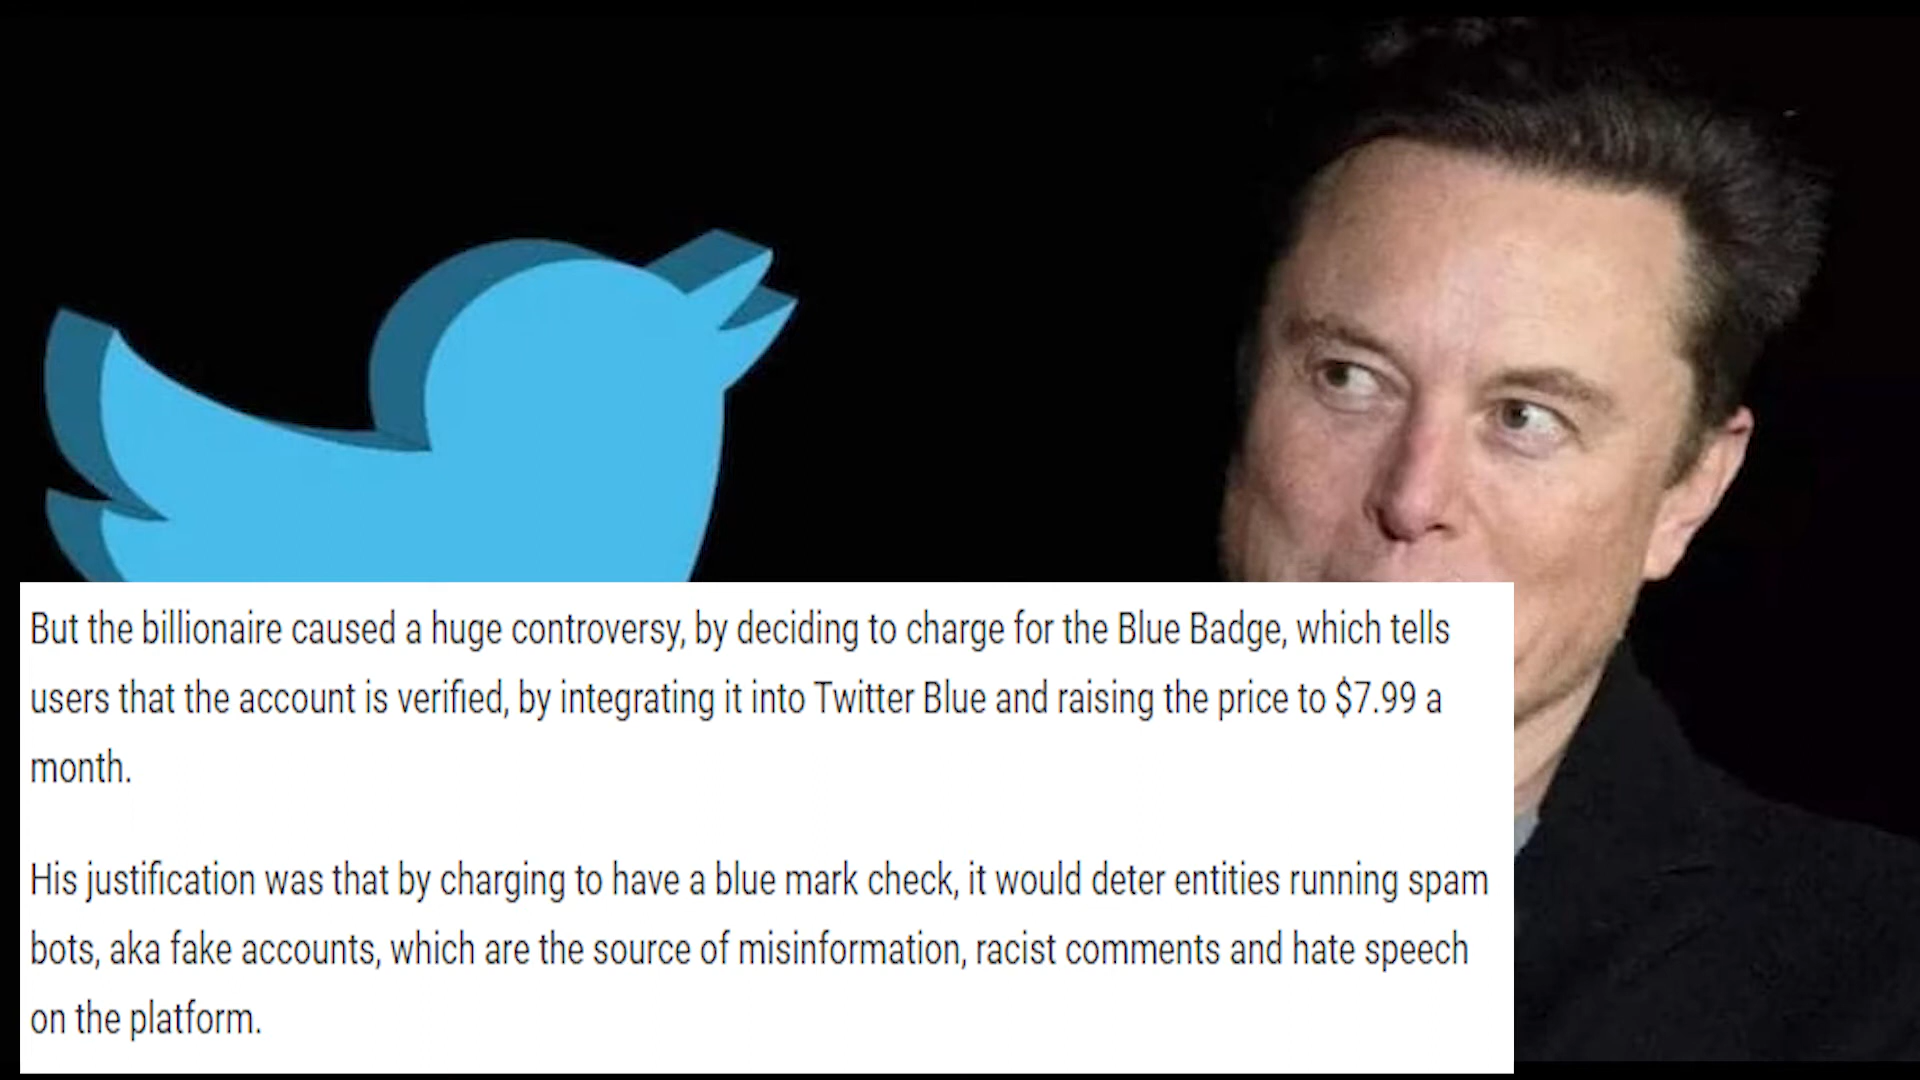 But the billionaire caused a huge controversy, by deciding to charge for the Blue Badge, which tells
users that the account is verified, by integrating it into Twitter Blue and raising the price to $7.99 a
month.
His justification was that by charging to have a blue mark check, it would deter entities running spam
bots, aka fake accounts, which are the source of misinformation, racist comments and hate speech
on the platform.